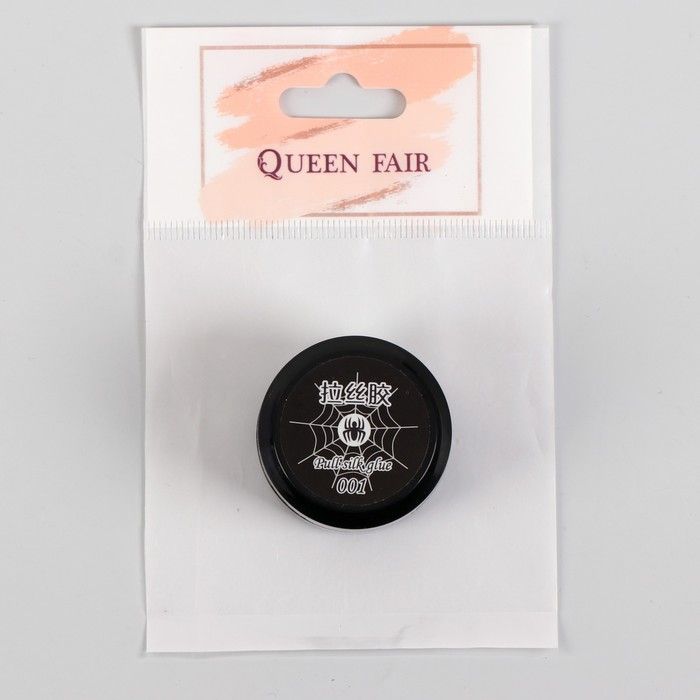 QUEEN FAIR
拉丝胶
Pull silk glue
001